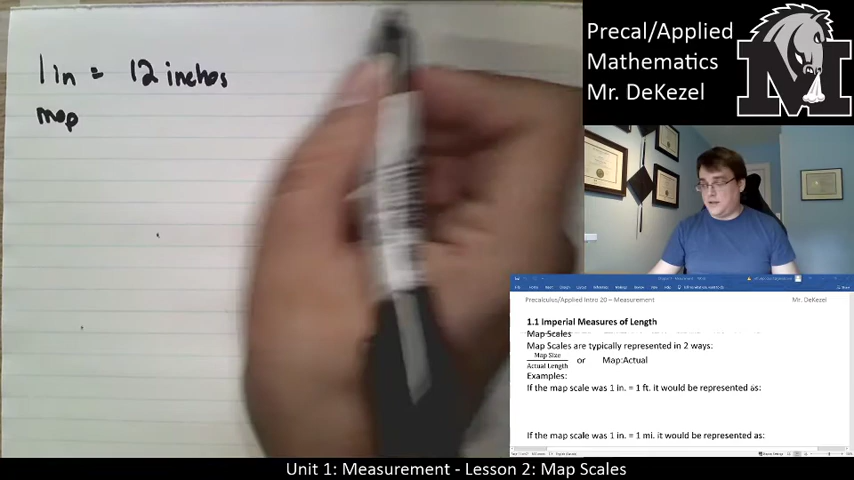 1 in = 12 inches
map
Precal/Applied
Mathematics
Mr. DeKezel
Precalculus/Applied Intro 20 – Measurement
Mr. DeKezel
1.1 Imperial Measures of Length
Map Scales
Map Scales are typically represented in 2 ways:
Map Size
Actual Length
or
Map:Actual
Examples:
If the map scale was 1 in. = 1 ft. it would be represented as:
If the map scale was 1 in. = 1 mi. it would be represented as:
Unit 1: Measurement - Lesson 2: Map Scales